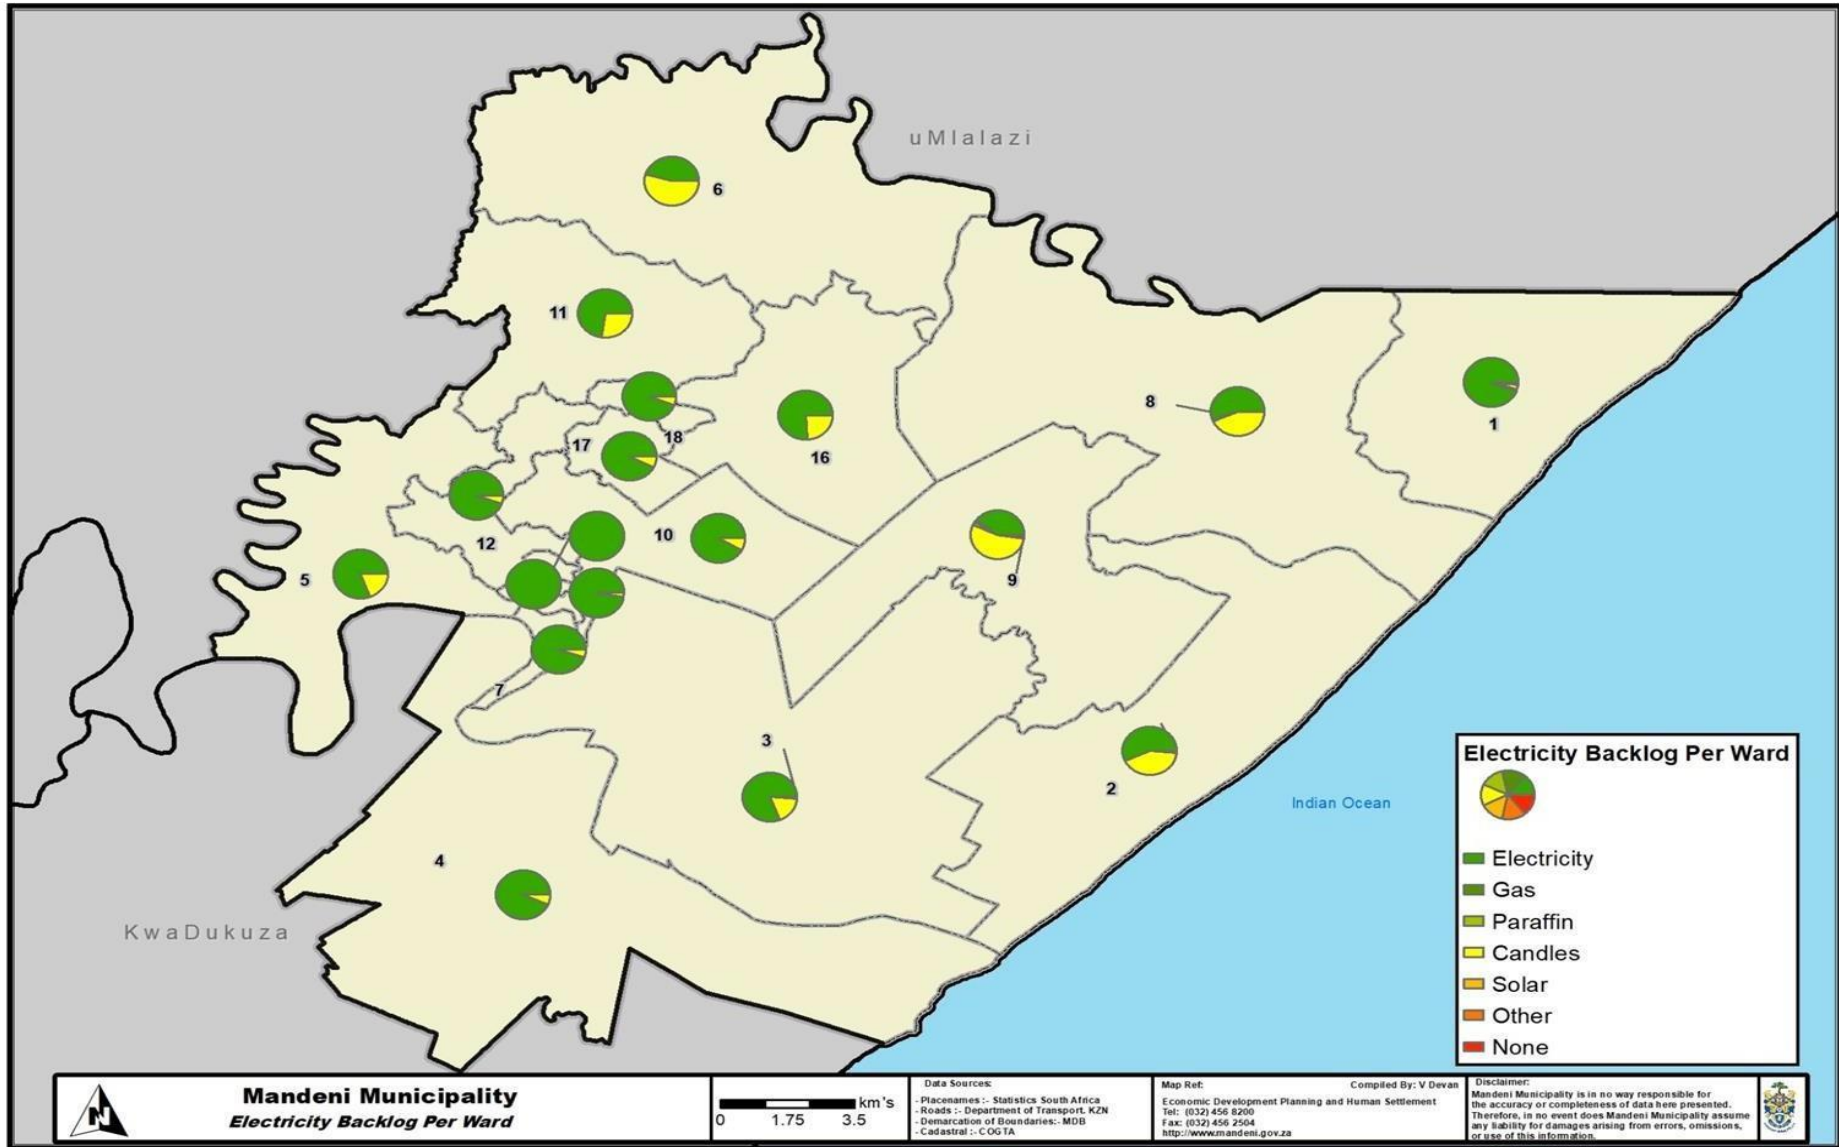 uMlalazi
6
11
8
1
17
18
16
10
12
9
5
7
3
2
4
Indian Ocean
KwaDukuza
Electricity Backlog Per Ward
Electricity
Gas
Paraffin
Candles
Solar
Other
None
N
Mandeni Municipality
Electricity Backlog Per Ward
km's
0 1.75 3.5
Data Sources:
- Placenames :- Statistics South Africa
- Roads :- Department of Transport. KZN
- Demarcation of Boundaries:- MDB
- Cadastral :- COGTA
Map Ref: Compiled By: V Devan
Economic Development Planning and Human Settlement
Tel: (032) 456 8200
Fax: (032) 456 2504
http://www.mandeni.gov.za
Disclaimer:
Mandeni Municipality is in no way responsible for
the accuracy or completeness of data here presented.
Therefore, in no event does Mandeni Municipality assume
any liability for damages arising from errors, omissions,
or use of this information.